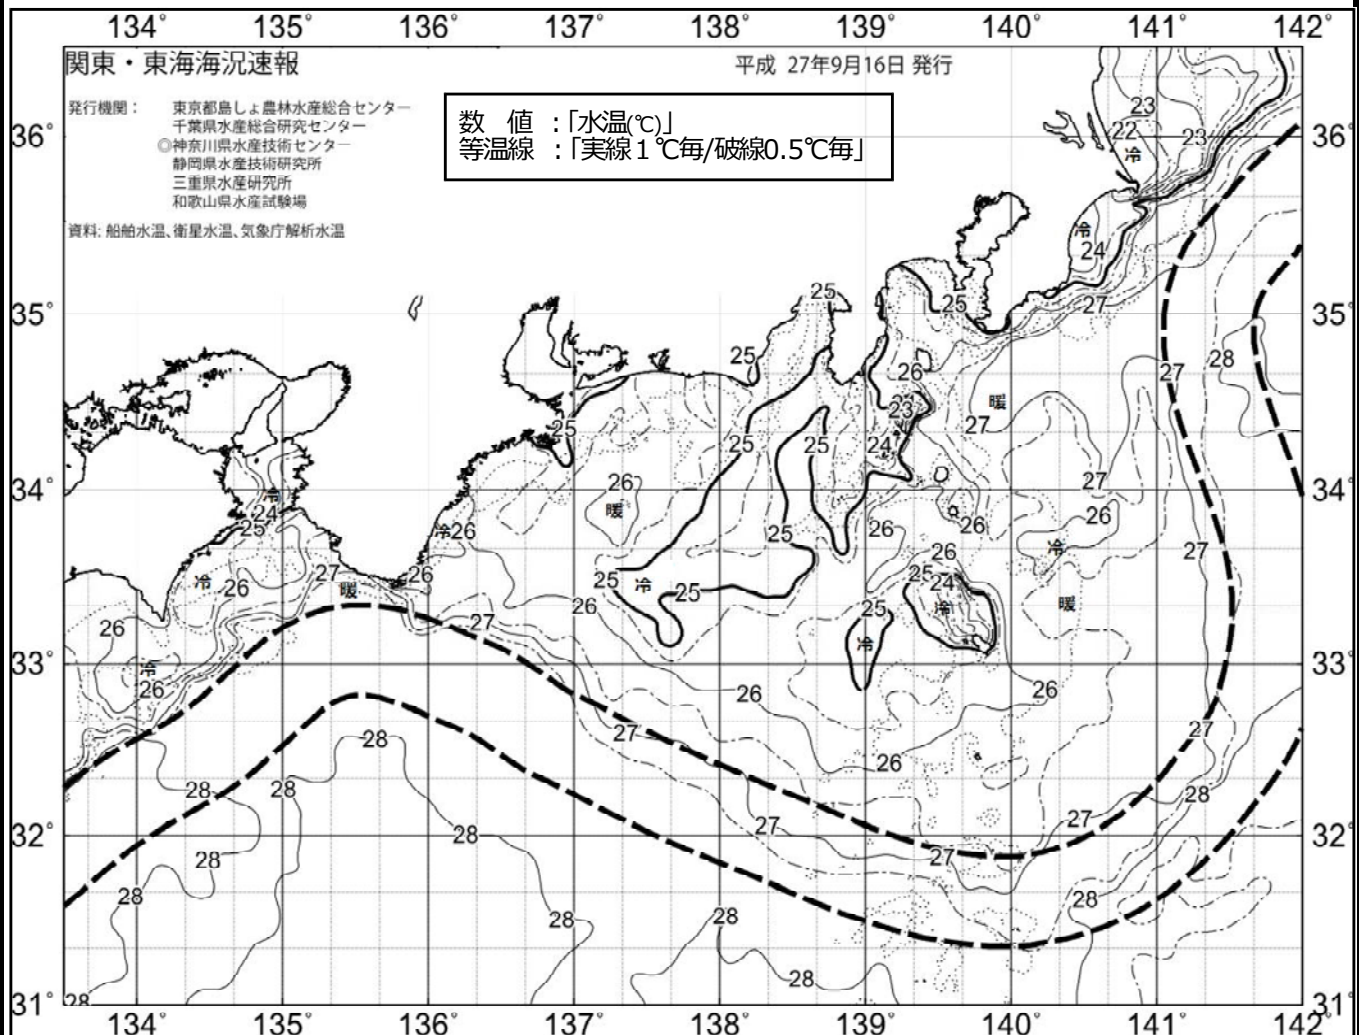 134° 135° 136° 137° 138° 139° 140° 141° 142°
関東・東海海況速報
平成 27年9月16日 発行
発行機関： 東京都島しょ農林水産総合センター
千葉県水産総合研究センター
◎神奈川県水産技術センター
静岡県水産技術研究所
三重県水産研究所
和歌山県水産試験場
資料: 船舶水温、衛星水温、気象庁解析水温
数　値 ：「水温(℃)」
等温線 ：「実線１℃毎/破線0.5℃毎」
23
36° 22 23 36°
冷
冷
24
25 25 27
35° 35°
25 28
26 27
暖
23
27
25 25 25 24
26 27
34° 冷 34°
24 暖 25 26 26 26
25 冷 26
冷 27
26 25 24
冷 26 27 暖 26 25 冷 25 26 冷 暖
26 27 25
冷
33° 冷 33°
26 26 26
27 27
28 26
28 28 28
27 27
32° 28 32°
28 27
28 28
28 28
28
28
31° 31°
134° 135° 136° 137° 138° 139° 140° 141° 142°